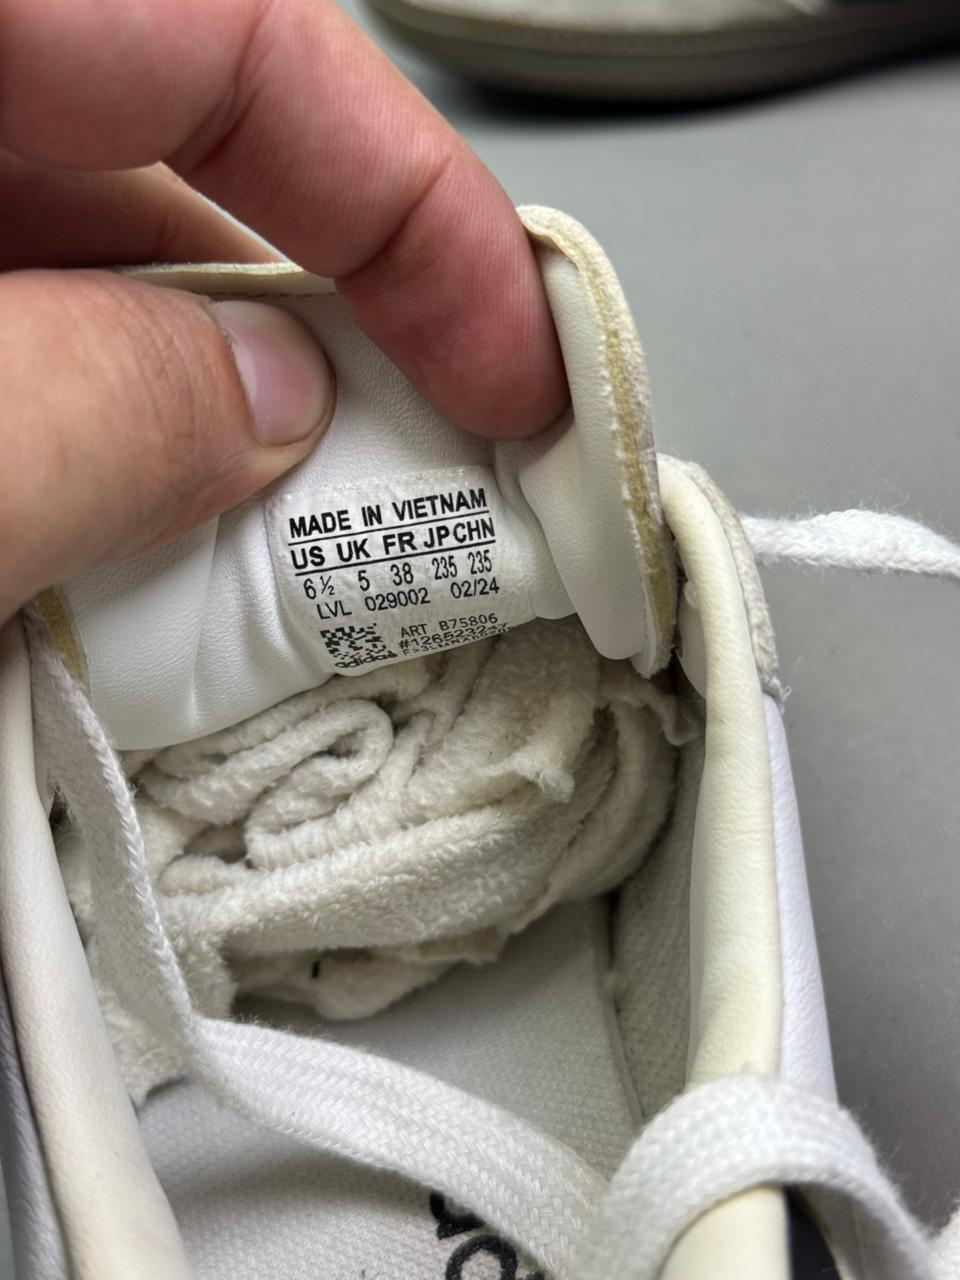 MADE IN VIETNAM
US UK FR JP CHN
6½ 5 38 235 235
LVL 029002 02/24
ART B75806
adidas